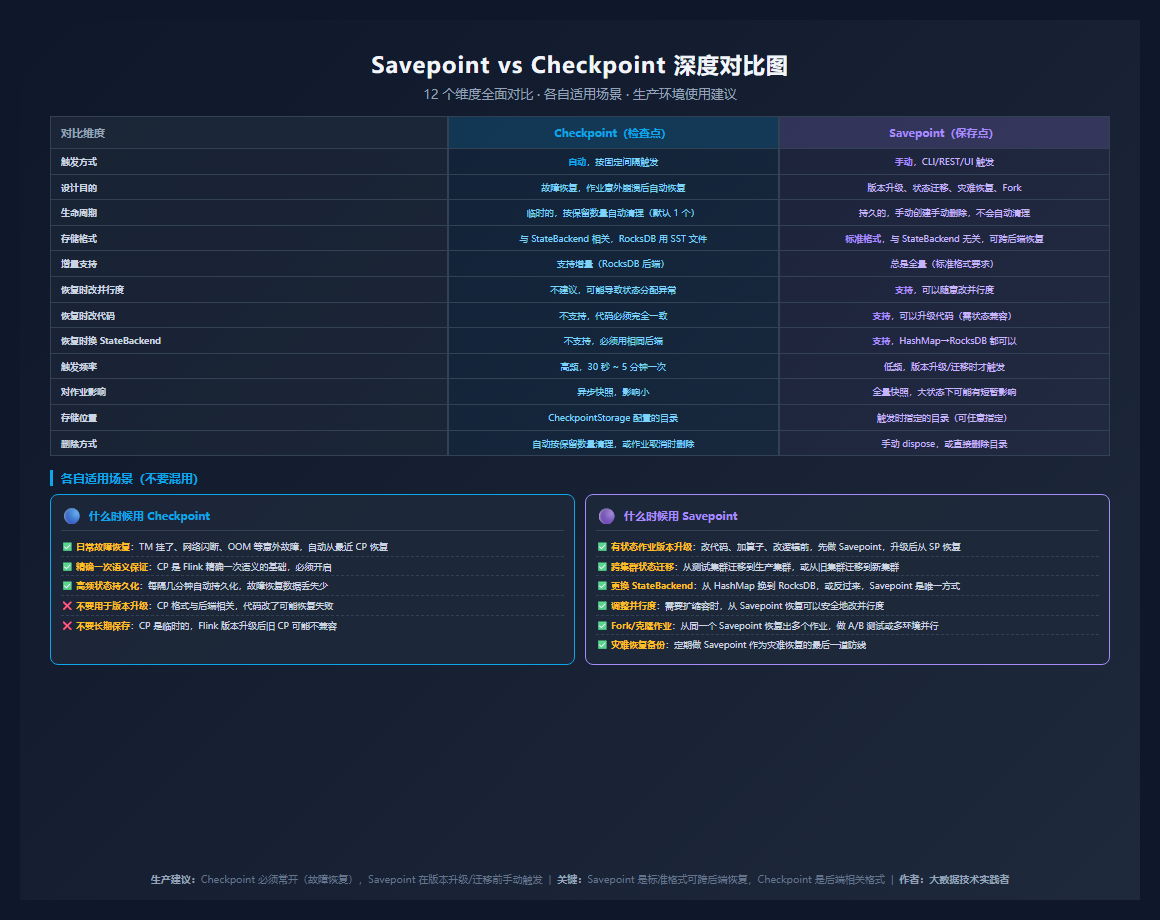 Savepoint vs Checkpoint 深度对比图
12 个维度全面对比 · 各自适用场景 · 生产环境使用建议
对比维度 Checkpoint（检查点） Savepoint（保存点）
触发方式 自动，按固定间隔触发 手动，CLI/REST/UI 触发
设计目的 故障恢复，作业意外崩溃后自动恢复 版本升级、状态迁移、灾难恢复、Fork
生命周期 临时的，按保留数量自动清理（默认 1 个） 持久的，手动创建手动删除，不会自动清理
存储格式 与 StateBackend 相关，RocksDB 用 SST 文件 标准格式，与 StateBackend 无关，可跨后端恢复
增量支持 支持增量（RocksDB 后端） 总是全量（标准格式要求）
恢复时改并行度 不建议，可能导致状态分配异常 支持，可以随意改并行度
恢复时改代码 不支持，代码必须完全一致 支持，可以升级代码（需状态兼容）
恢复时换 StateBackend 不支持，必须用相同后端 支持，HashMap→RocksDB 都可以
触发频率 高频，30 秒 ~ 5 分钟一次 低频，版本升级/迁移时才触发
对作业影响 异步快照，影响小 全量快照，大状态下可能有短暂影响
存储位置 CheckpointStorage 配置的目录 触发时指定的目录（可任意指定）
删除方式 自动按保留数量清理，或作业取消时删除 手动 dispose，或直接删除目录
各自适用场景（不要混用）
什么时候用 Checkpoint
✅ 日常故障恢复：TM 挂了、网络闪断、OOM 等意外故障，自动从最近 CP 恢复
✅ 精确一次语义保证：CP 是 Flink 精确一次语义的基础，必须开启
✅ 高频状态持久化：每隔几分钟自动持久化，故障恢复数据丢失少
❌ 不要用于版本升级：CP 格式与后端相关，代码改了可能恢复失败
❌ 不要长期保存：CP 是临时的，Flink 版本升级后旧 CP 可能不兼容
什么时候用 Savepoint
✅ 有状态作业版本升级：改代码、加算子、改逻辑前，先做 Savepoint，升级后从 SP 恢复
✅ 跨集群状态迁移：从测试集群迁移到生产集群，或从旧集群迁移到新集群
✅ 更换 StateBackend：从 HashMap 换到 RocksDB，或反过来，Savepoint 是唯一方式
✅ 调整并行度：需要扩缩容时，从 Savepoint 恢复可以安全地改并行度
✅ Fork/克隆作业：从同一个 Savepoint 恢复出多个作业，做 A/B 测试或多环境并行
✅ 灾难恢复备份：定期做 Savepoint 作为灾难恢复的最后一道防线
生产建议：Checkpoint 必须常开（故障恢复），Savepoint 在版本升级/迁移前手动触发 | 关键：Savepoint 是标准格式可跨后端恢复，Checkpoint 是后端相关格式 | 作者：大数据技术实践者